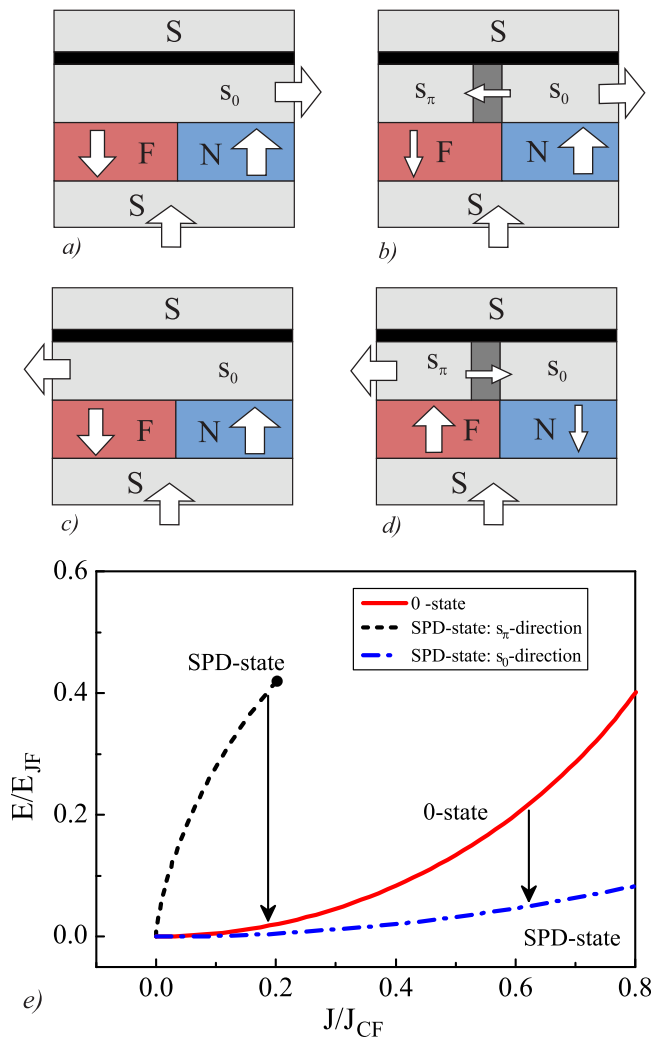 S S
s0 sπ s0
F N F N
S S
a) b)
S S
s0 sπ s0
F N F N
S S
c) d)
0.6
0 -state
SPD-state: sπ-direction
SPD-state: s0-direction
SPD-state
0.4
E/EJF
0-state
0.2
SPD-state
0.0
e)
0.0 0.2 0.4 0.6 0.8
J/JCF